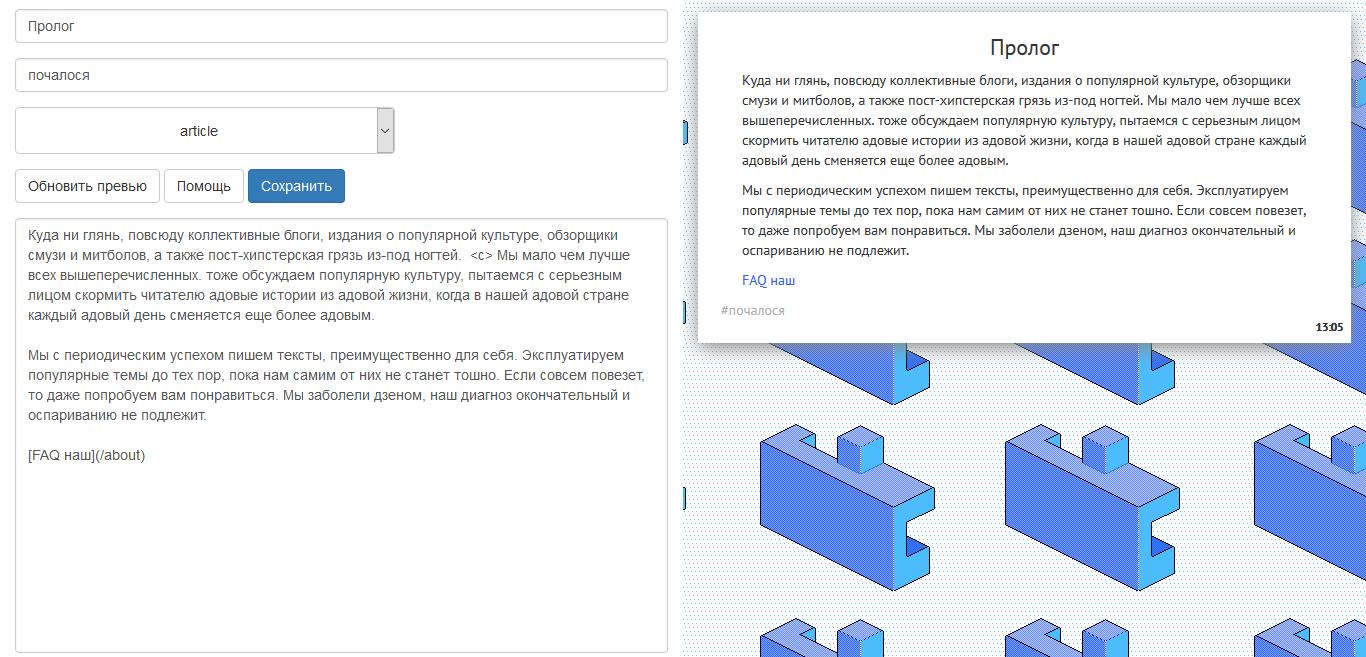 Пролог
почалося
article
Обновить превью
Помощь
Сохранить
Куда ни глянь, повсюду коллективные блоги, издания о популярной культуре, обзорщики
смузи и митболов, а также пост-хипстерская грязь из-под ногтей.  <c> Мы мало чем лучше
всех вышеперечисленных. тоже обсуждаем популярную культуру, пытаемся с серьезным
лицом скормить читателю адовые истории из адовой жизни, когда в нашей адовой стране
каждый адовый день сменяется еще более адовым.
Мы с периодическим успехом пишем тексты, преимущественно для себя. Эксплуатируем
популярные темы до тех пор, пока нам самим от них не станет тошно. Если совсем повезет,
то даже попробуем вам понравиться. Мы заболели дзеном, наш диагноз окончательный и
оспариванию не подлежит.
[FAQ наш](/about)
Пролог
Куда ни глянь, повсюду коллективные блоги, издания о популярной культуре, обзорщики
смузи и митболов, а также пост-хипстерская грязь из-под ногтей. Мы мало чем лучше всех
вышеперечисленных. тоже обсуждаем популярную культуру, пытаемся с серьезным лицом
скормить читателю адовые истории из адовой жизни, когда в нашей адовой стране каждый
адовый день сменяется еще более адовым.
Мы с периодическим успехом пишем тексты, преимущественно для себя. Эксплуатируем
популярные темы до тех пор, пока нам самим от них не станет тошно. Если совсем повезет,
то даже попробуем вам понравиться. Мы заболели дзеном, наш диагноз окончательный и
оспариванию не подлежит.
FAQ наш
#почалося
13:05